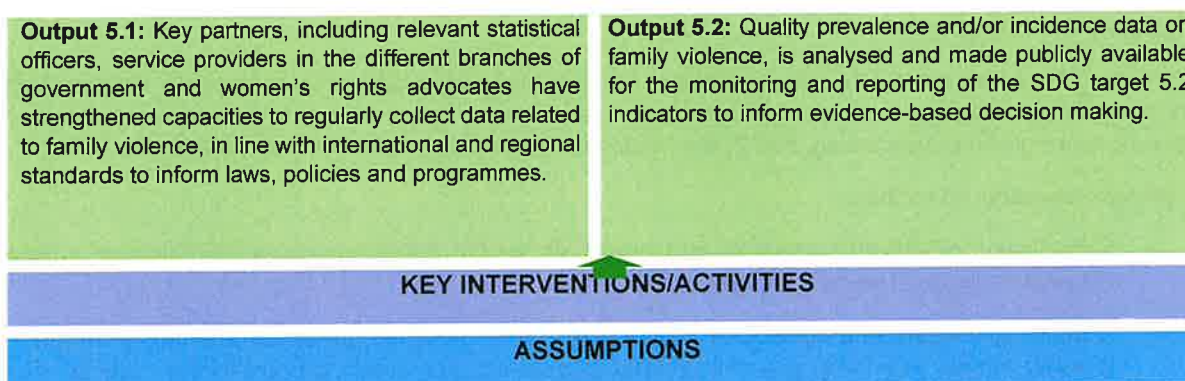 Output 5.1: Key partners, including relevant statistical
officers, service providers in the different branches of
government and women's rights advocates have
strengthened capacities to regularly collect data related
to family violence, in line with international and regional
standards to inform laws, policies and programmes.
Output 5.2: Quality prevalence and/or incidence data on
family violence, is analysed and made publicly available
for the monitoring and reporting of the SDG target 5.2
indicators to inform evidence-based decision making.
KEY INTERVENTIONS/ACTIVITIES
ASSUMPTIONS